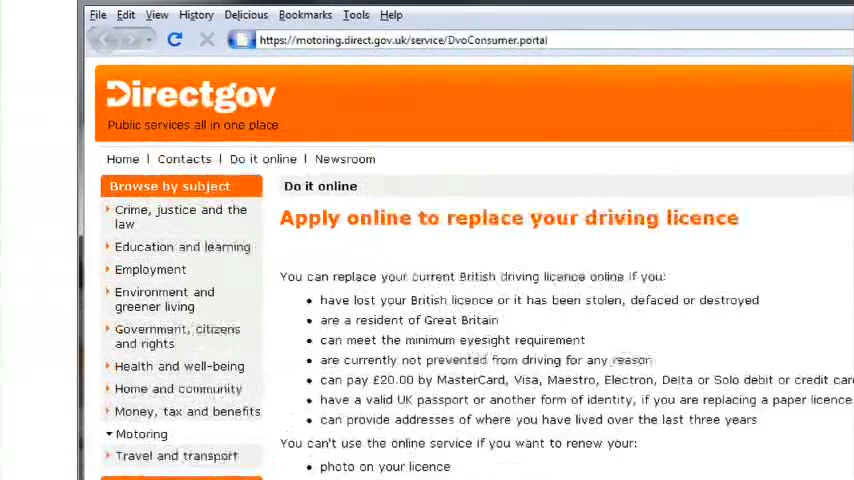 File Edit View History Delicious Bookmarks Tools Help
https://motoring.direct.gov.uk/service/DvoConsumer.portal
Directgov
Public services all in one place
Home | Contacts | Do it online | Newsroom
Browse by subject
Crime, justice and the
law
Education and learning
Employment
Environment and
greener living
Government, citizens
and rights
Health and well-being
Home and community
Money, tax and benefits
Motoring
Travel and transport
Do it online
Apply online to replace your driving licence
You can replace your current British driving licence online if you:
have lost your British licence or it has been stolen, defaced or destroyed
are a resident of Great Britain
can meet the minimum eyesight requirement
are currently not prevented from driving for any reason
can pay £20.00 by MasterCard, Visa, Maestro, Electron, Delta or Solo debit or credit car
have a valid UK passport or another form of identity, if you are replacing a paper licence
can provide addresses of where you have lived over the last three years
You can't use the online service if you want to renew your:
photo on your licence